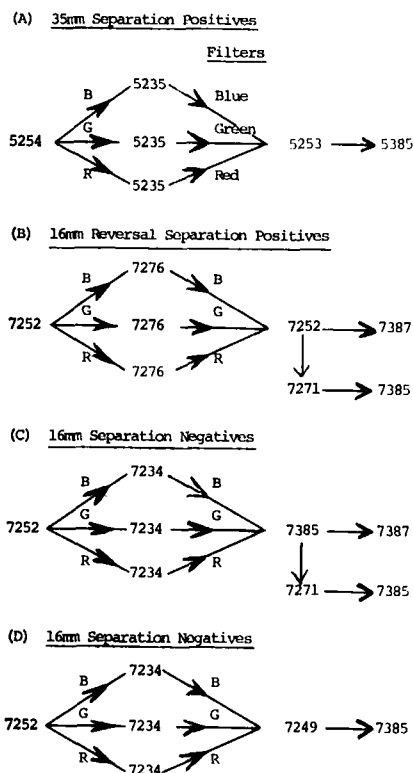 (A) 35mm Separation Positives
Filters
B 5235 Blue
5254 G 5235 Green 5253 5385
R 5235 Red
(B) 16mm Reversal Separation Positives
B 7276 B
7252 G 7276 G 7252 7387
R 7276 R
7271 7385
(C) 16mm Separation Negatives
B 7234 B
7252 G 7234 G 7385 7387
R 7234 R
7271 7385
(D) 16mm Separation Negatives
B 7234 B
7252 G 7234 G 7249 7385
R 7234 R